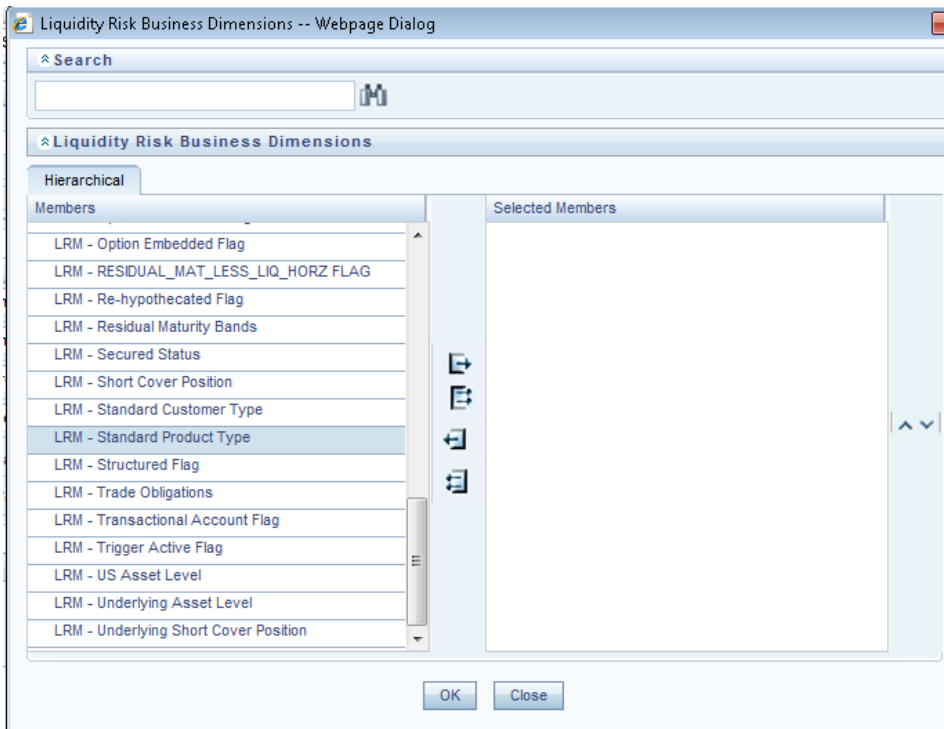 Liquidity Risk Business Dimensions -- Webpage Dialog
Search
Liquidity Risk Business Dimensions
Hierarchical
Members
Selected Members
LRM - Option Embedded Flag
LRM - RESIDUAL_MAT_LESS_LIQ_HORZ FLAG
LRM - Re-hypothecated Flag
LRM - Residual Maturity Bands
LRM - Secured Status
LRM - Short Cover Position
LRM - Standard Customer Type
LRM - Standard Product Type
LRM - Structured Flag
LRM - Trade Obligations
LRM - Transactional Account Flag
LRM - Trigger Active Flag
LRM - US Asset Level
LRM - Underlying Asset Level
LRM - Underlying Short Cover Position
OK
Close